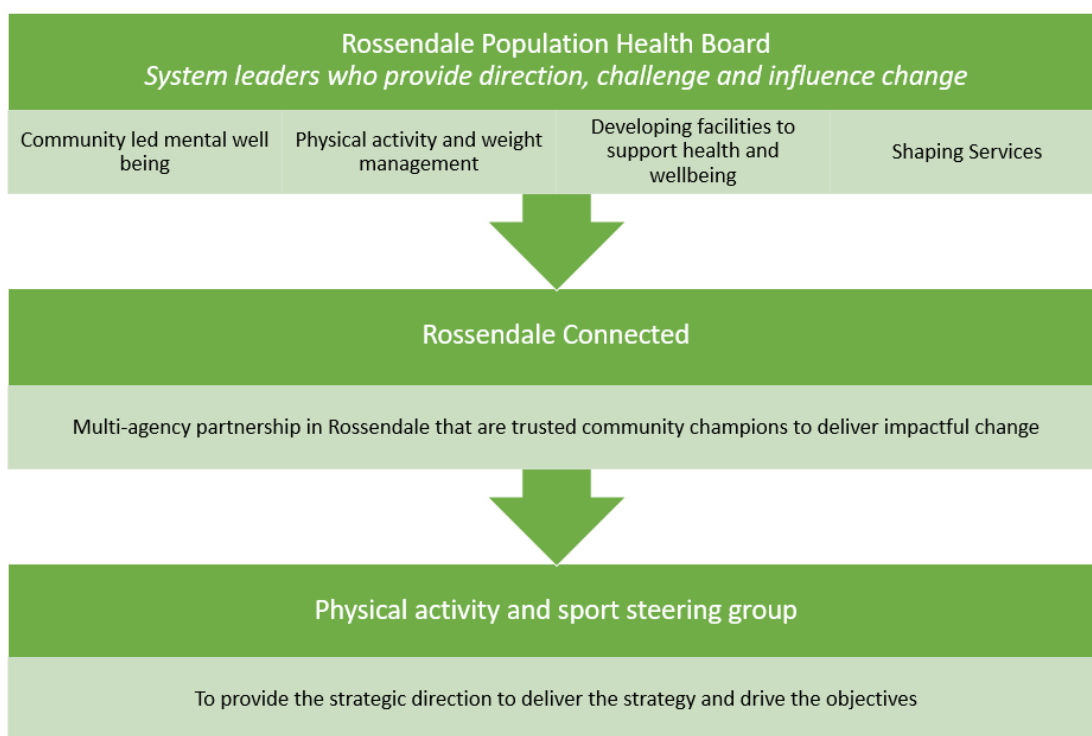 Rossendale Population Health Board
System leaders who provide direction, challenge and influence change
Community led mental well
being
Physical activity and weight
management
Developing facilities to
support health and
wellbeing
Shaping Services
Rossendale Connected
Multi-agency partnership in Rossendale that are trusted community champions to deliver impactful change
Physical activity and sport steering group
To provide the strategic direction to deliver the strategy and drive the objectives